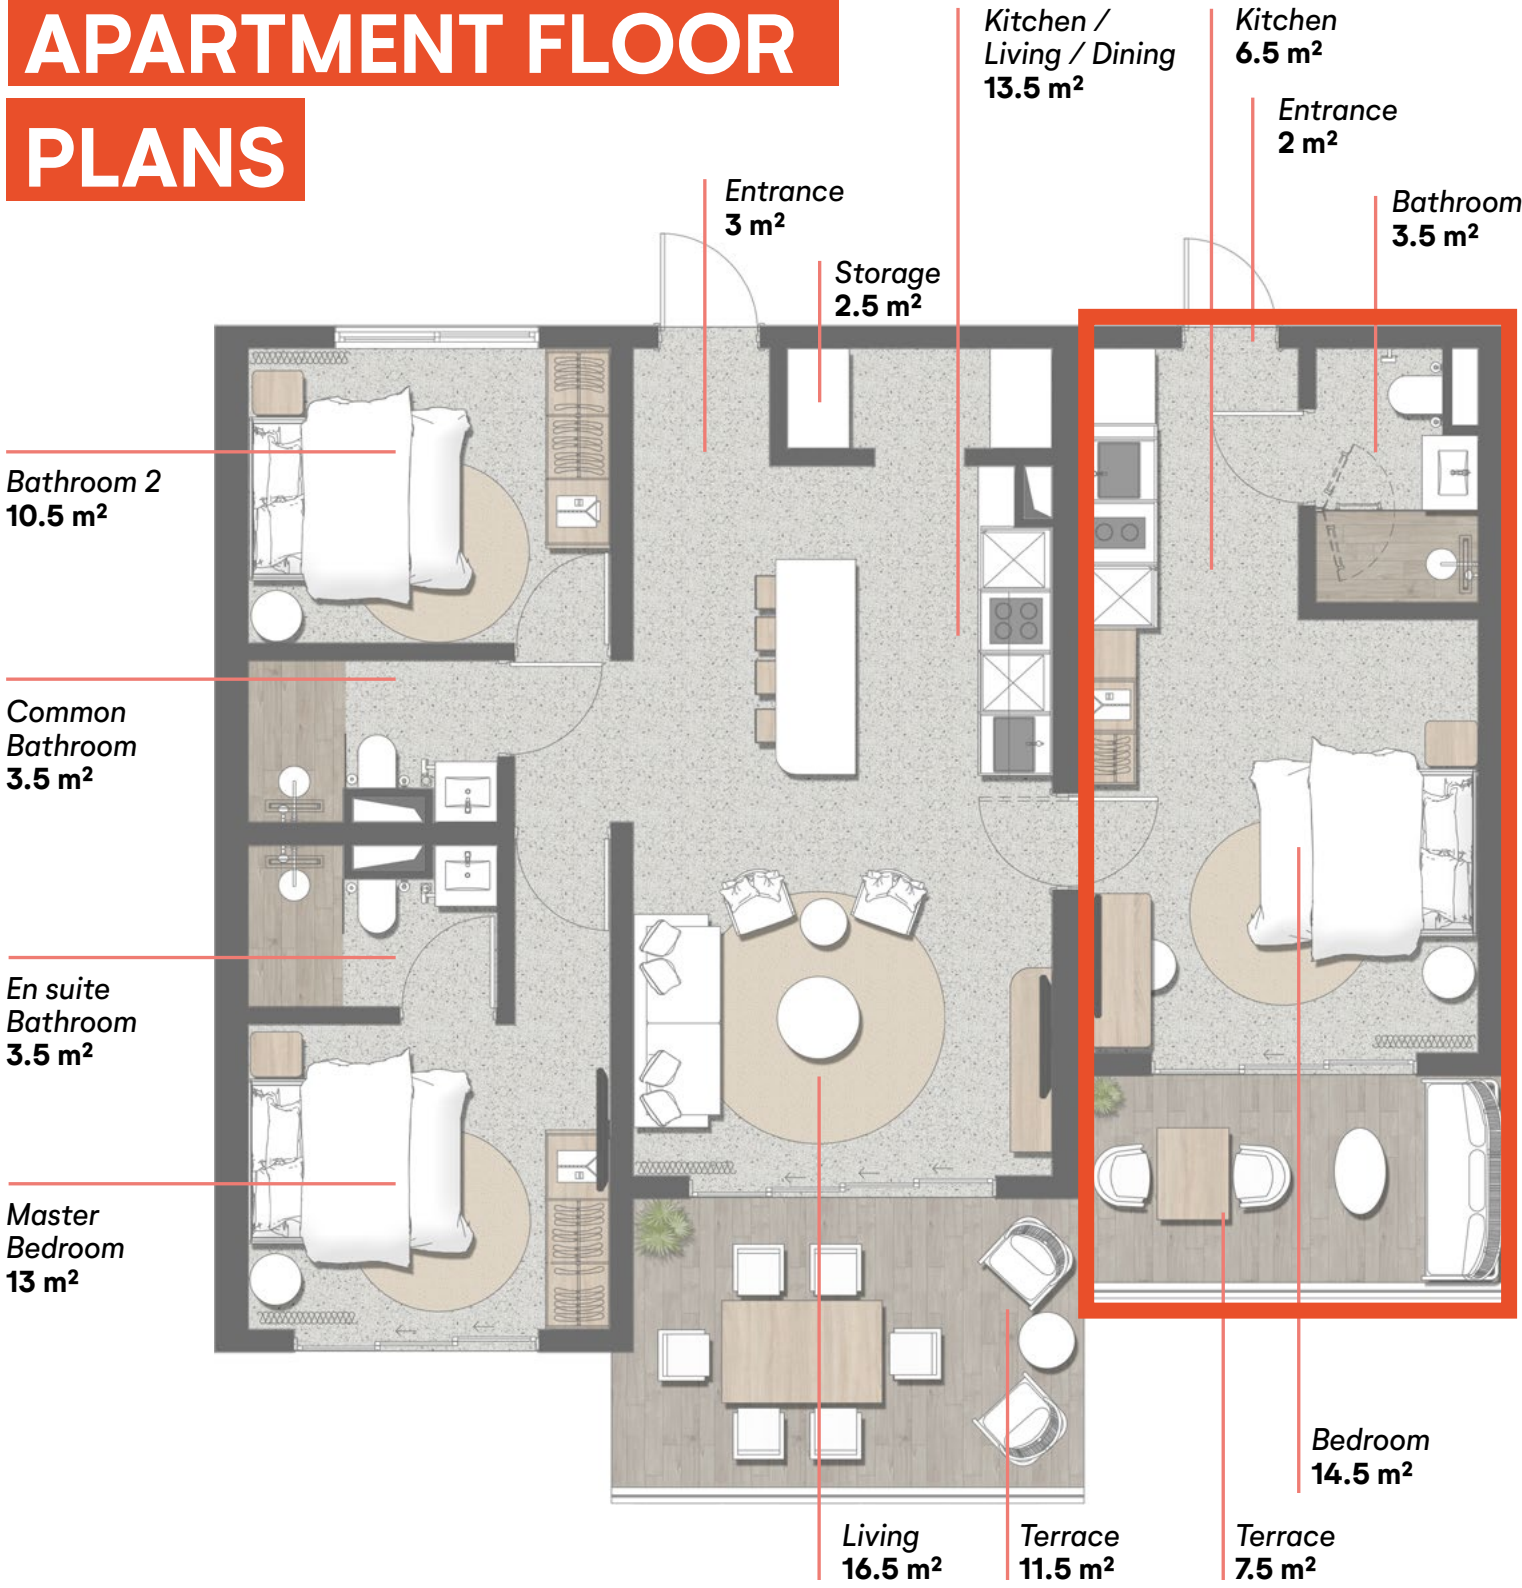 APARTMENT FLOOR
PLANS
Kitchen /
Living / Dining
13.5 m²
Kitchen
6.5 m²
Entrance
2 m²
Bathroom
3.5 m²
Entrance
3 m²
Storage
2.5 m²
Bathroom 2
10.5 m²
Common
Bathroom
3.5 m²
En suite
Bathroom
3.5 m²
Master
Bedroom
13 m²
Bedroom
14.5 m²
Living
16.5 m²
Terrace
11.5 m²
Terrace
7.5 m²